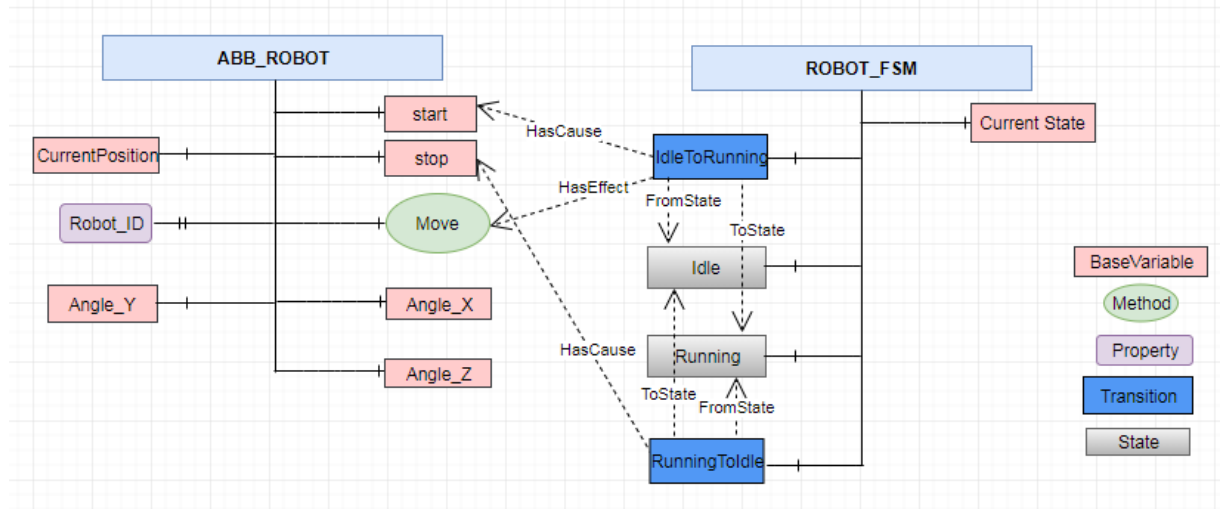 ABB_ROBOT
ROBOT_FSM
start
Current State
HasCause
CurrentPosition
stop
IdleToRunning
HasEffect
FromState
Robot_ID
Move
ToState
BaseVariable
Idle
Angle_Y
Angle_X
Method
HasCause
Running
Property
Angle_Z
ToState
FromState
Transition
State
RunningToIdle